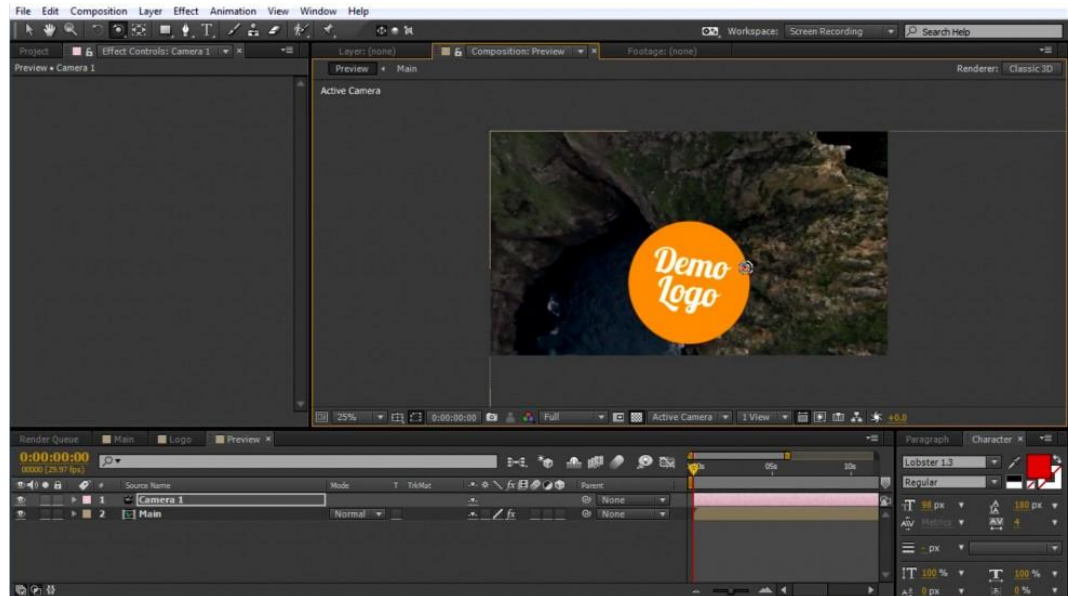 File Edit Composition Layer Effect Animation View Window Help
Workspace: Screen Recording Search Help
Project Effect Controls: Camera 1 Layer: (none) Composition: Preview Footage: (none)
Preview • Camera 1
Preview Main Renderer: Classic 3D
Active Camera
Demo
Logo
25% 0:00:00:00 Full Active Camera 1 View +0.0
Render Queue Main Logo Preview Paragraph Character
0:00:00:00
00000 (29.97 fps)
05s 10s
Lobster 1.3
# Source Name Mode T TrkMat Parent
Regular
1 Camera 1 None
2 Main Normal None
98 px 180 px
Metrics 4
- px
100 % 100 %
0 px 0 %